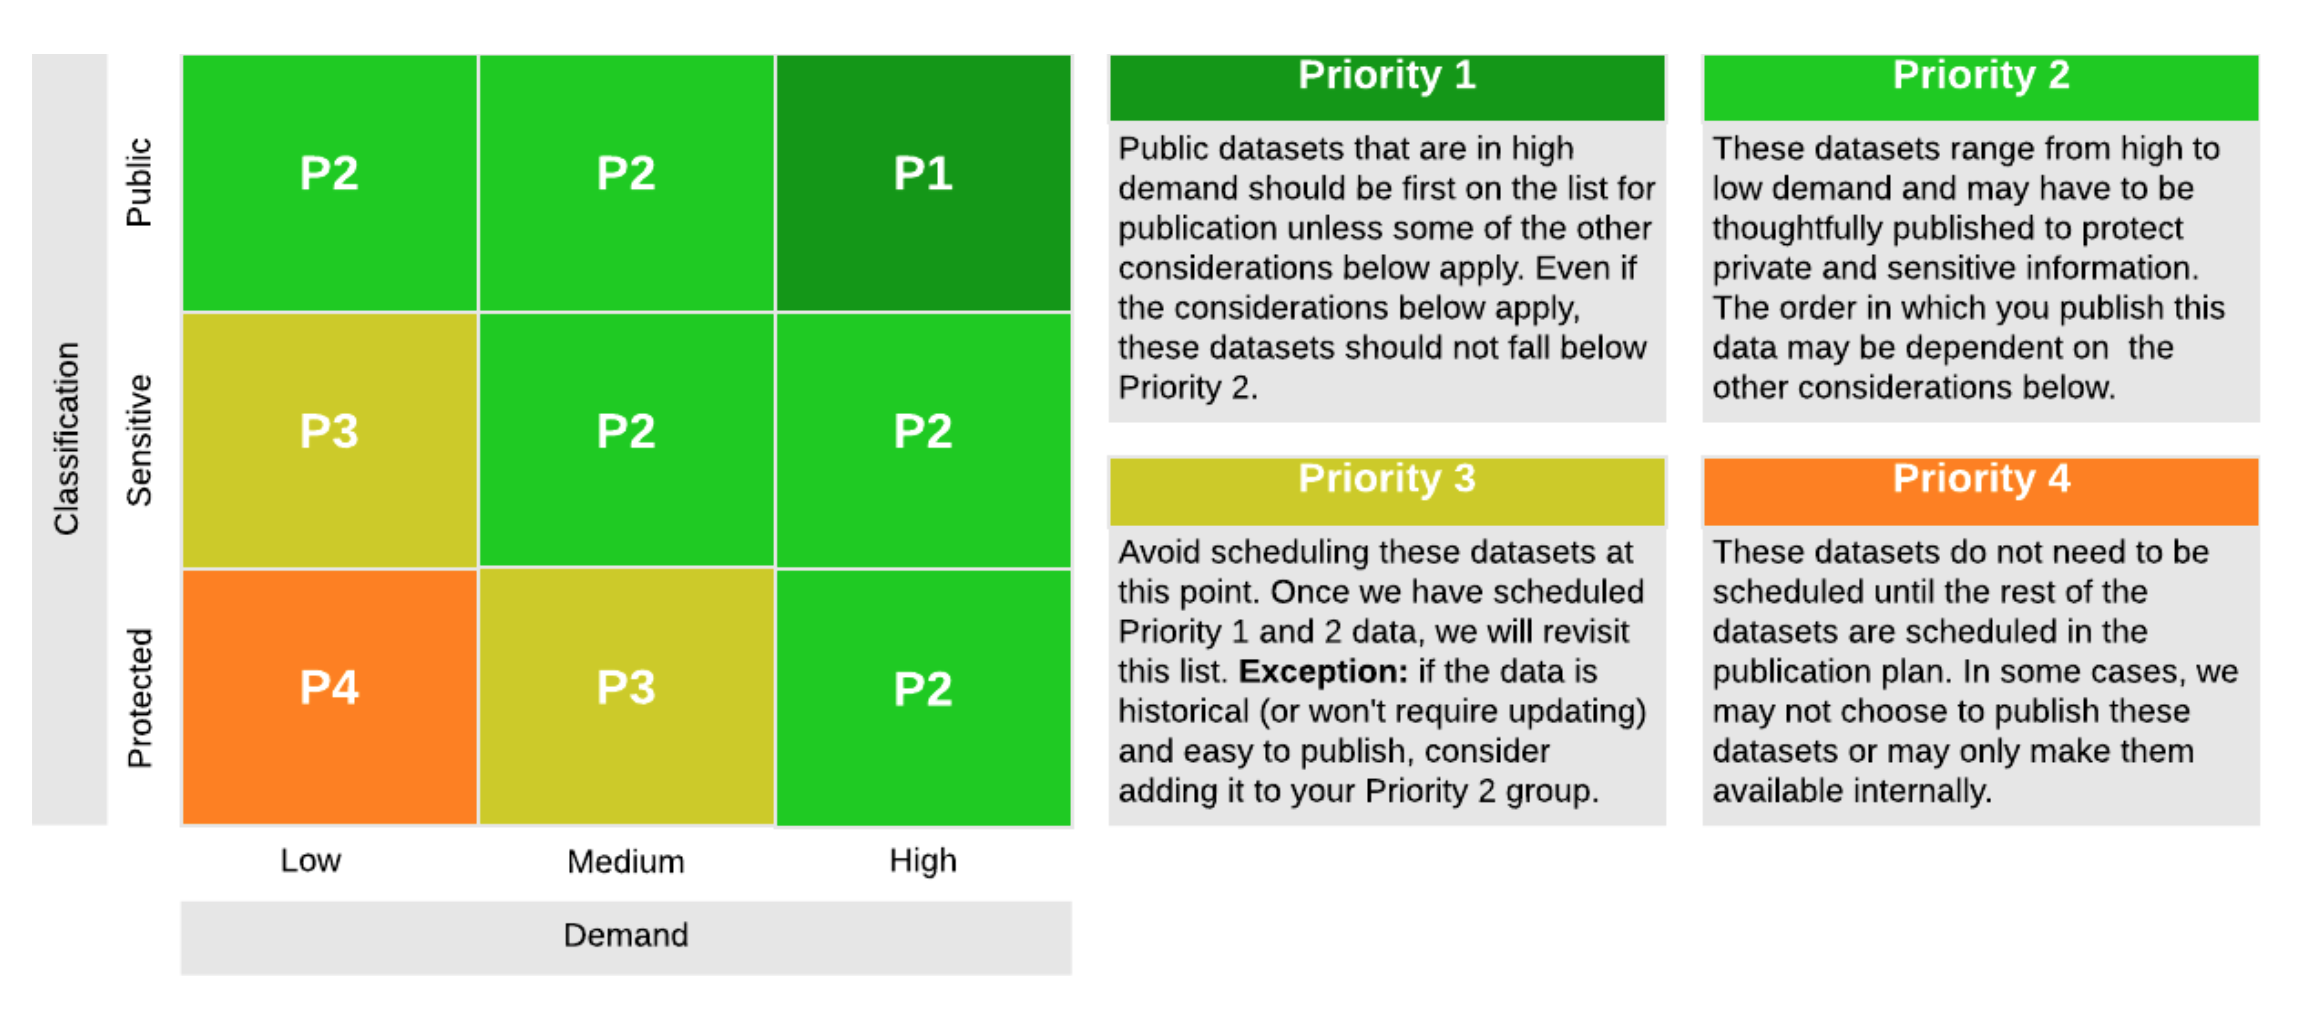 Classification
Public
Sensitive
Protected
P2
P2
P1
P3
P2
P2
P4
P3
P2
Low
Medium
High
Demand
Priority 1
Public datasets that are in high
demand should be first on the list for
publication unless some of the other
considerations below apply. Even if
the considerations below apply,
these datasets should not fall below
Priority 2.
Priority 2
These datasets range from high to
low demand and may have to be
thoughtfully published to protect
private and sensitive information.
The order in which you publish this
data may be dependent on  the
other considerations below.
Priority 3
Avoid scheduling these datasets at
this point. Once we have scheduled
Priority 1 and 2 data, we will revisit
this list. Exception: if the data is
historical (or won't require updating)
and easy to publish, consider
adding it to your Priority 2 group.
Priority 4
These datasets do not need to be
scheduled until the rest of the
datasets are scheduled in the
publication plan. In some cases, we
may not choose to publish these
datasets or may only make them
available internally.